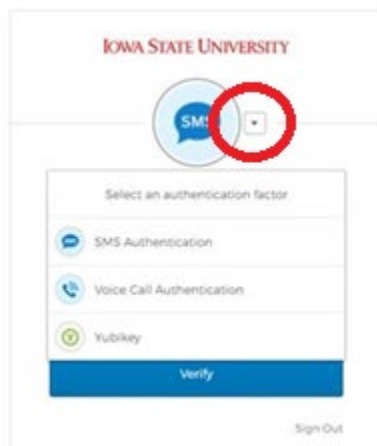 IOWA STATE UNIVERSITY
SMS
Select an authentication factor
SMS Authentication
Voice Call Authentication
Yubikey
Verify
Sign Out